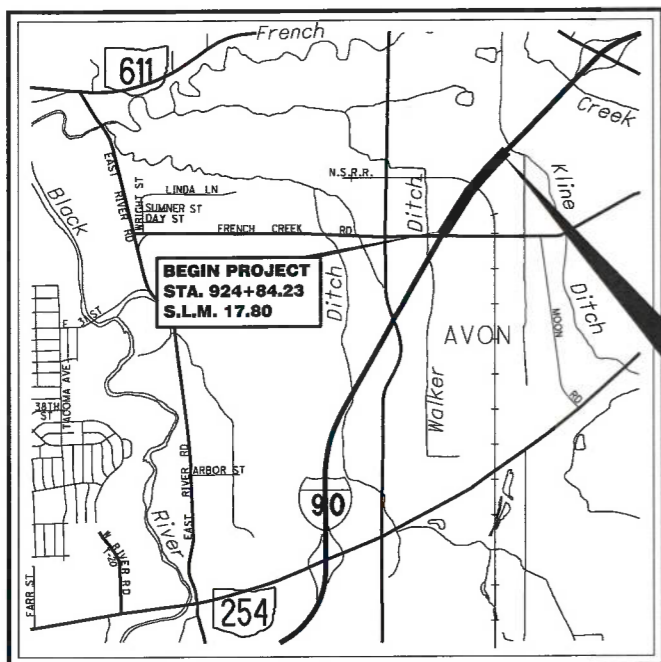 French
611
Creek
N.S.R.R.
EAST RIVER RD
WRIGHT ST
LINDA LN
SUMNER ST
DAY ST
Black
Ditch
Kline
FRENCH CREEK RD
BEGIN PROJECT
STA. 924+84.23
S.L.M. 17.80
Ditch
Ditch
31ST
AVON
MOON RD
TACOMA AVE
38TH ST
Walker
EAST RIVER RD
ARBOR ST
90
River
W RIVER RD
FARR ST
254